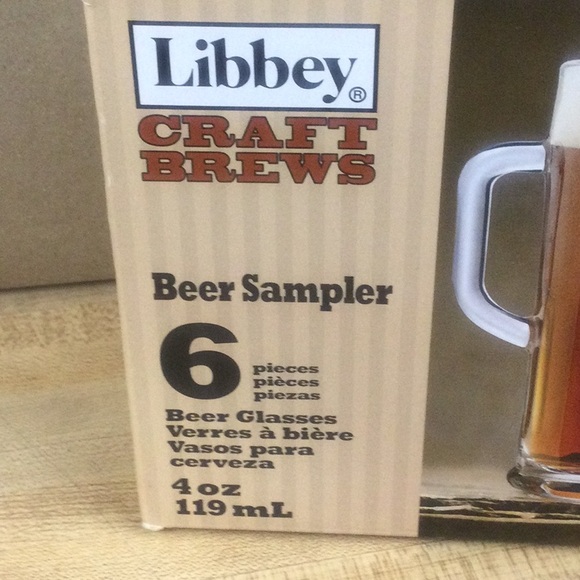 Libbey®
CRAFT
BREWS
Beer Sampler
6 pieces
pièces
piezas
Beer Glasses
Verres à bière
Vasos para
cerveza
4 oz
119 mL